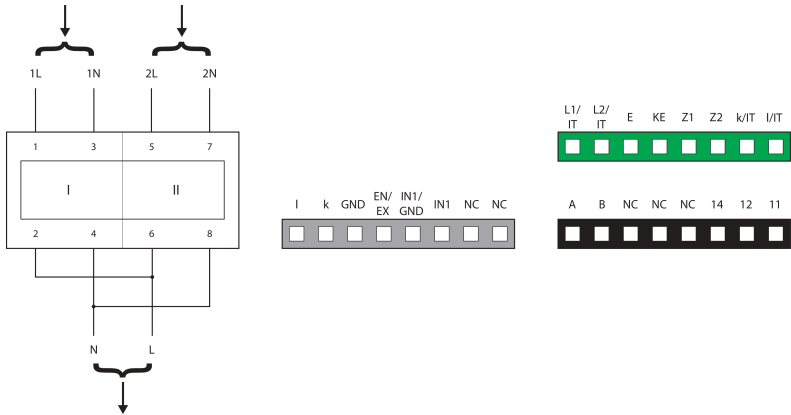 1L 1N 2L 2N
1 3 5 7
I II
2 4 6 8
N L
l k GND EN/EX IN1/GND IN1 NC NC
L1/IT L2/IT E KE Z1 Z2 k/IT l/IT
A B NC NC NC 14 12 11